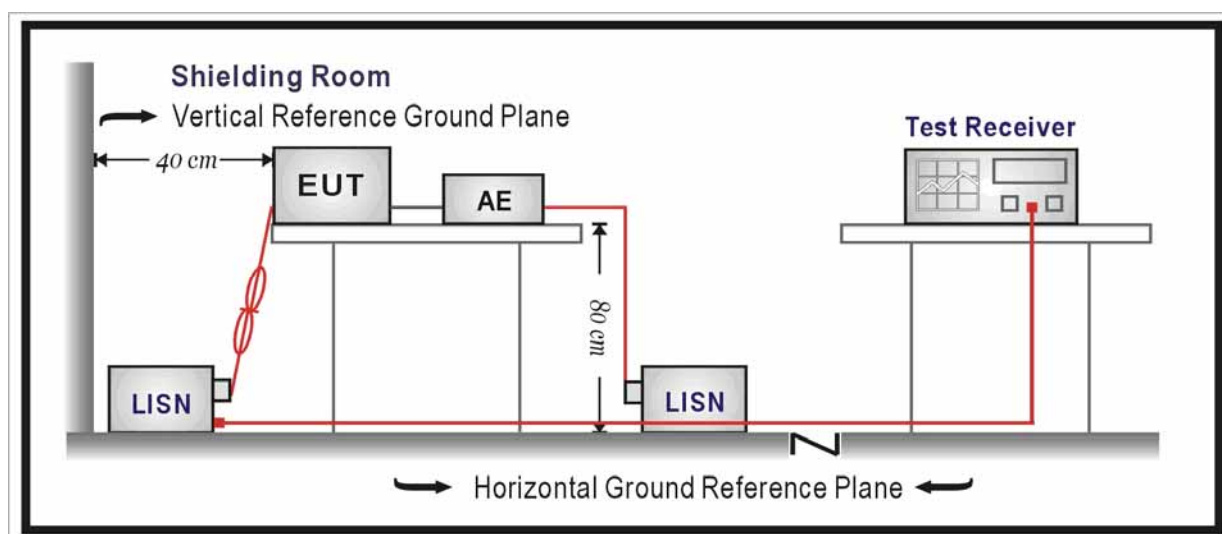 Shielding Room
Vertical Reference Ground Plane
40 cm
EUT
AE
Test Receiver
80 cm
LISN
LISN
Horizontal Ground Reference Plane